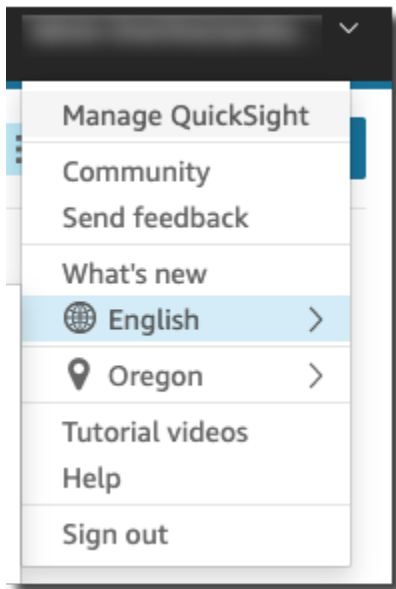 Manage QuickSight
Community
Send feedback
What's new
English
Oregon
Tutorial videos
Help
Sign out